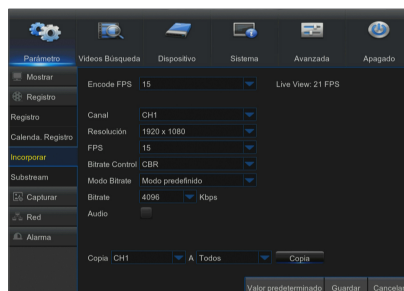 Parámetro
Vídeos Búsqueda
Dispositivo
Sistema
Avanzada
Apagado
Mostrar
Registro
Registro
Calenda. Registro
Incorporar
Substream
Capturar
Red
Alarma
Encode FPS 15 Live View: 21 FPS
Canal CH1
Resolución 1920 x 1080
FPS 15
Bitrate Control CBR
Modo Bitrate Modo predefinido
Bitrate 4096 Kbps
Audio
Copia CH1 A Todos Copia
Valor predeterminado Guardar Cancelar